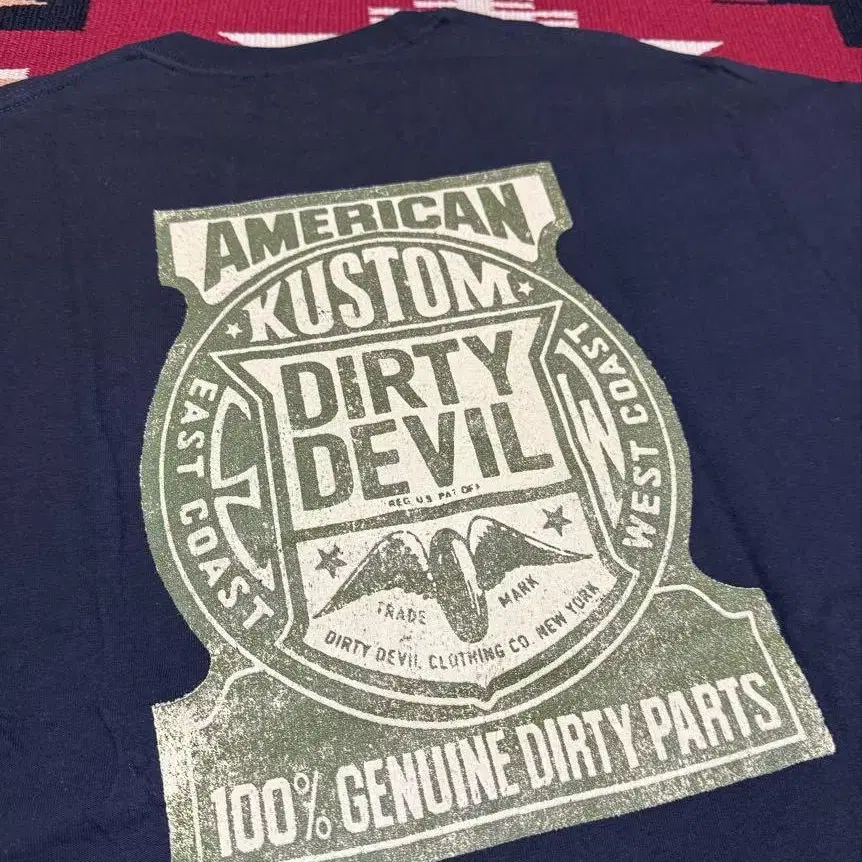 AMERICAN
KUSTOM
DIRTY
DEVIL
REG. U.S. PAT. OFF.
EAST COAST
WEST COAST
W
TRADE MARK
DIRTY DEVIL CLOTHING CO. NEW YORK
100% GENUINE DIRTY PARTS